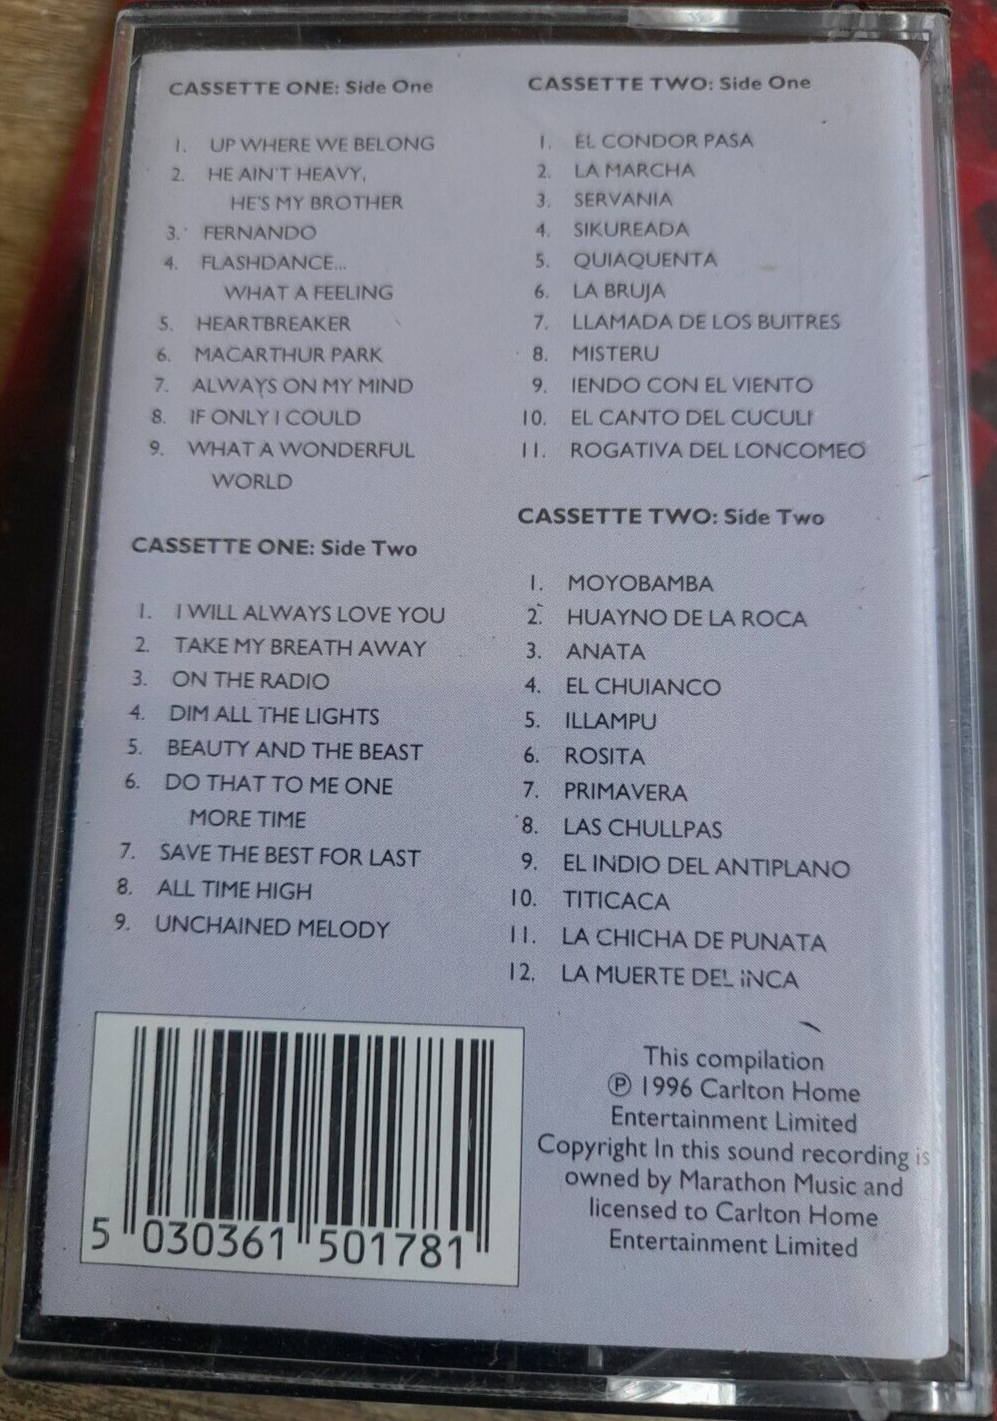 CASSETTE ONE: Side One
1. UP WHERE WE BELONG
2. HE AIN'T HEAVY,
HE'S MY BROTHER
3. FERNANDO
4. FLASHDANCE...
WHAT A FEELING
5. HEARTBREAKER
6. MACARTHUR PARK
7. ALWAYS ON MY MIND
8. IF ONLY I COULD
9. WHAT A WONDERFUL
WORLD
CASSETTE ONE: Side Two
1. I WILL ALWAYS LOVE YOU
2. TAKE MY BREATH AWAY
3. ON THE RADIO
4. DIM ALL THE LIGHTS
5. BEAUTY AND THE BEAST
6. DO THAT TO ME ONE
MORE TIME
7. SAVE THE BEST FOR LAST
8. ALL TIME HIGH
9. UNCHAINED MELODY
CASSETTE TWO: Side One
1. EL CONDOR PASA
2. LA MARCHA
3. SERVANIA
4. SIKUREADA
5. QUIAQUENTA
6. LA BRUJA
7. LLAMADA DE LOS BUITRES
8. MISTERU
9. IENDO CON EL VIENTO
10. EL CANTO DEL CUCULI
11. ROGATIVA DEL LONCOMEO
CASSETTE TWO: Side Two
1. MOYOBAMBA
2. HUAYNO DE LA ROCA
3. ANATA
4. EL CHUIANCO
5. ILLAMPU
6. ROSITA
7. PRIMAVERA
8. LAS CHULLPAS
9. EL INDIO DEL ANTIPLANO
10. TITICACA
11. LA CHICHA DE PUNATA
12. LA MUERTE DEL INCA
5 030361 501781
This compilation
℗ 1996 Carlton Home
Entertainment Limited
Copyright In this sound recording is
owned by Marathon Music and
licensed to Carlton Home
Entertainment Limited